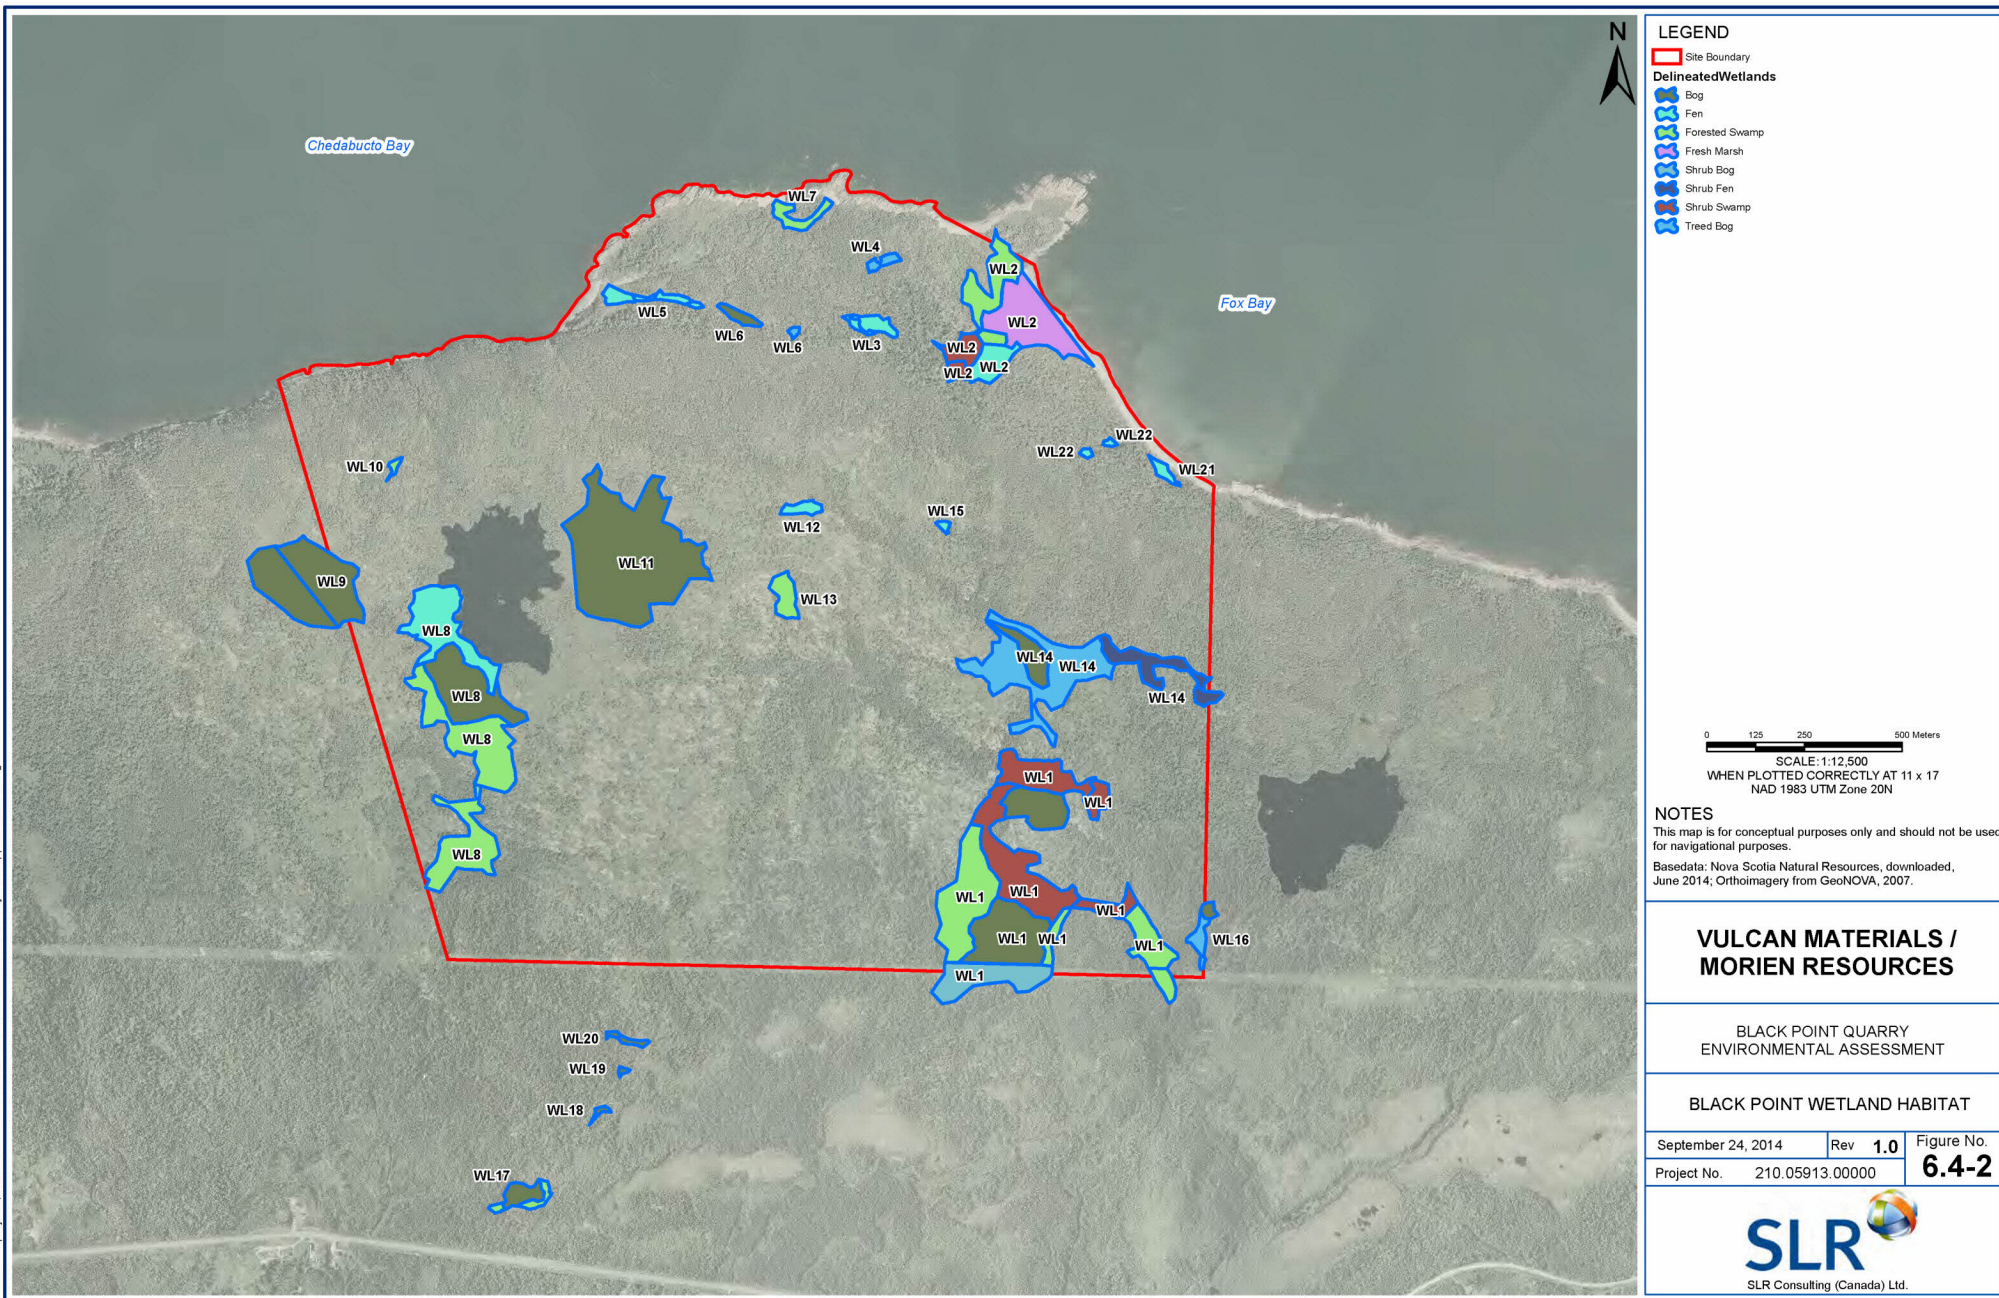 N
Chedabucto Bay
Fox Bay
WL7
WL4
WL2
WL5
WL6
WL6
WL3
WL2
WL2
WL2
WL2
WL22
WL22
WL21
WL10
WL12
WL15
WL11
WL9
WL13
WL8
WL14
WL14
WL14
WL8
WL8
WL1
WL1
WL8
WL1
WL1
WL1
WL1
WL1
WL1
WL16
WL1
WL20
WL19
WL18
WL17
LEGEND
Site Boundary
DelineatedWetlands
Bog
Fen
Forested Swamp
Fresh Marsh
Shrub Bog
Shrub Fen
Shrub Swamp
Treed Bog
0 125 250 500 Meters
SCALE: 1:12,500
WHEN PLOTTED CORRECTLY AT 11 x 17
NAD 1983 UTM Zone 20N
NOTES
This map is for conceptual purposes only and should not be used
for navigational purposes.
Basedata: Nova Scotia Natural Resources, downloaded,
June 2014; Orthoimagery from GeoNOVA, 2007.
VULCAN MATERIALS /
MORIEN RESOURCES
BLACK POINT QUARRY
ENVIRONMENTAL ASSESSMENT
BLACK POINT WETLAND HABITAT
September 24, 2014
Rev 1.0
Figure No.
6.4-2
Project No. 210.05913.00000
SLR
SLR Consulting (Canada) Ltd.